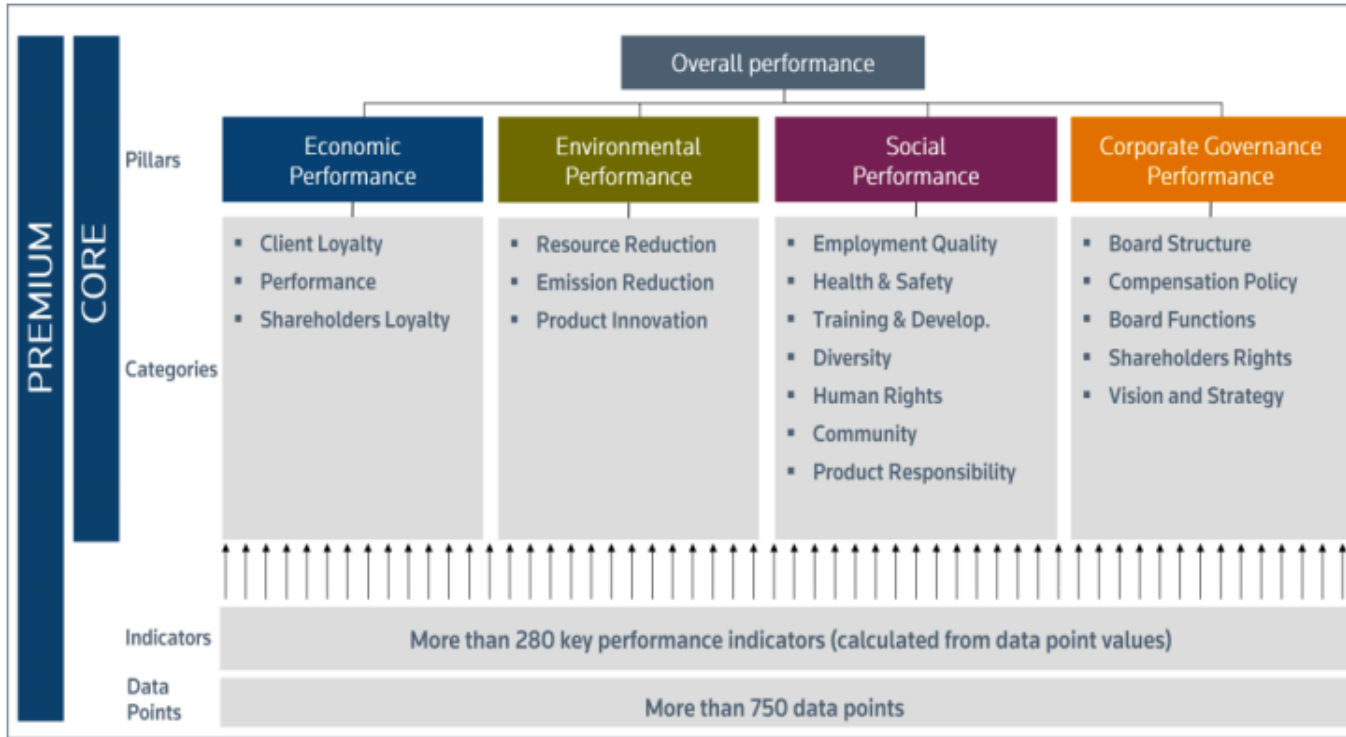 PREMIUM
CORE
Overall performance
Pillars
Economic
Performance
Environmental
Performance
Social
Performance
Corporate Governance
Performance
Categories
▪ Client Loyalty
▪ Performance
▪ Shareholders Loyalty
▪ Resource Reduction
▪ Emission Reduction
▪ Product Innovation
▪ Employment Quality
▪ Health & Safety
▪ Training & Develop.
▪ Diversity
▪ Human Rights
▪ Community
▪ Product Responsibility
▪ Board Structure
▪ Compensation Policy
▪ Board Functions
▪ Shareholders Rights
▪ Vision and Strategy
Indicators
More than 280 key performance indicators (calculated from data point values)
Data
Points
More than 750 data points